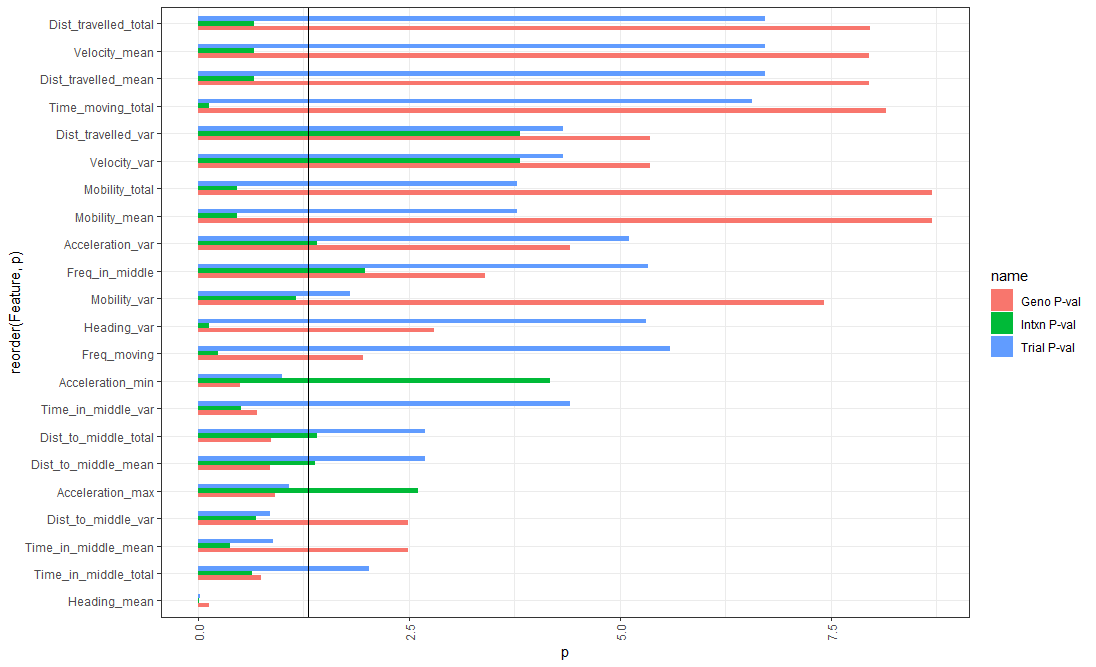 Dist_travelled_total
Velocity_mean
Dist_travelled_mean
Time_moving_total
Dist_travelled_var
Velocity_var
Mobility_total
Mobility_mean
Acceleration_var
Freq_in_middle
Mobility_var
Heading_var
Freq_moving
Acceleration_min
Time_in_middle_var
Dist_to_middle_total
Dist_to_middle_mean
Acceleration_max
Dist_to_middle_var
Time_in_middle_mean
Time_in_middle_total
Heading_mean
reorder(Feature, p)
0.0
2.5
5.0
7.5
p
name
Geno P-val
Intxn P-val
Trial P-val